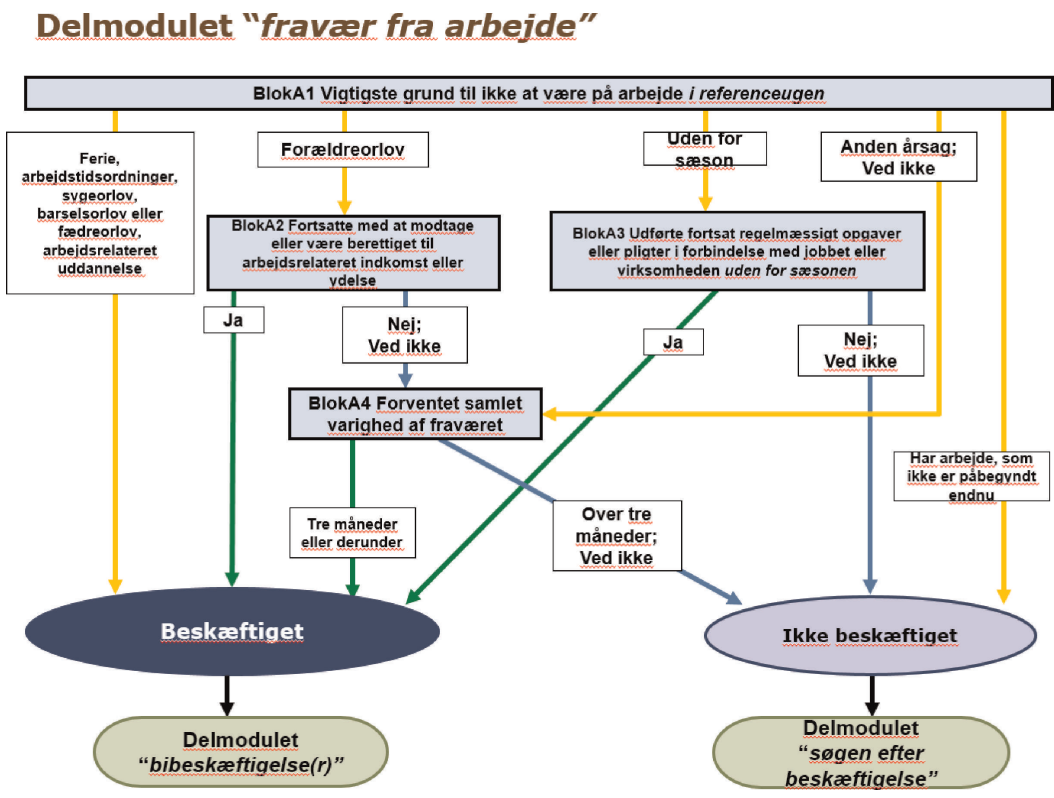 Delmodulet “fravær fra arbejde”
BlokA1 Vigtigste grund til ikke at være på arbejde i referenceugen
Ferie,
arbejdstidsordninger,
sygeorlov,
barselsorlov eller
fædreorlov,
arbejdsrelateret
uddannelse
Forældreorlov
Uden for
sæson
Anden årsag;
Ved ikke
BlokA2 Fortsatte med at modtage
eller være berettiget til
arbejdsrelateret indkomst eller
ydelse
BlokA3 Udførte fortsat regelmæssigt opgaver
eller pligter i forbindelse med jobbet eller
virksomheden uden for sæsonen
Ja
Nej;
Ved ikke
Ja
Nej;
Ved ikke
BlokA4 Forventet samlet
varighed af fraværet
Har arbejde, som
ikke er påbegyndt
endnu
Tre måneder
eller derunder
Over tre
måneder;
Ved ikke
Beskæftiget
Ikke beskæftiget
Delmodulet
“bibeskæftigelse(r)”
Delmodulet
“søgen efter
beskæftigelse”